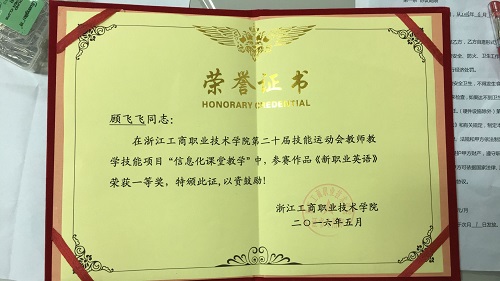 荣誉证书
HONORARY CREDENTIAL
顾飞飞同志：
在浙江工商职业技术学院第二十届技能运动会教师教
学技能项目“信息化课堂教学”中，参赛作品《新职业英语》
荣获一等奖，特颁此证，以资鼓励！
浙江工商职业技术学院
二〇一六年五月